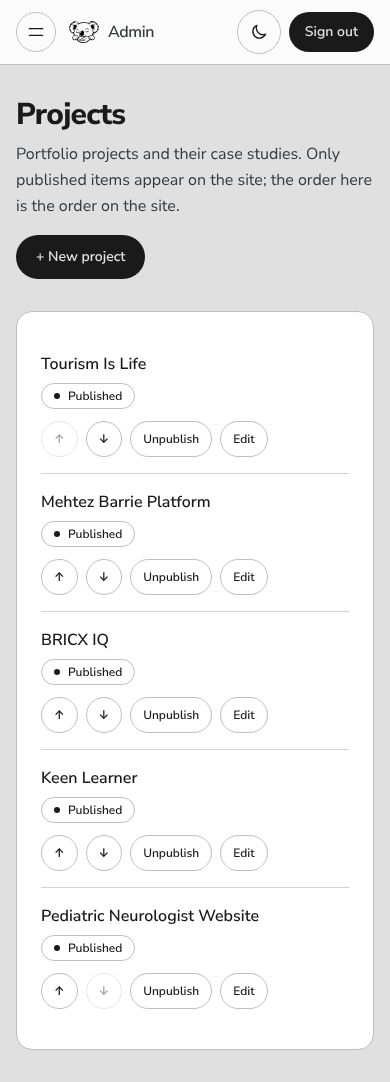 Admin
Sign out
Projects
Portfolio projects and their case studies. Only
published items appear on the site; the order here
is the order on the site.
+ New project
Tourism Is Life
Published
↑ ↓ Unpublish Edit
Mehtez Barrie Platform
Published
↑ ↓ Unpublish Edit
BRICX IQ
Published
↑ ↓ Unpublish Edit
Keen Learner
Published
↑ ↓ Unpublish Edit
Pediatric Neurologist Website
Published
↑ ↓ Unpublish Edit